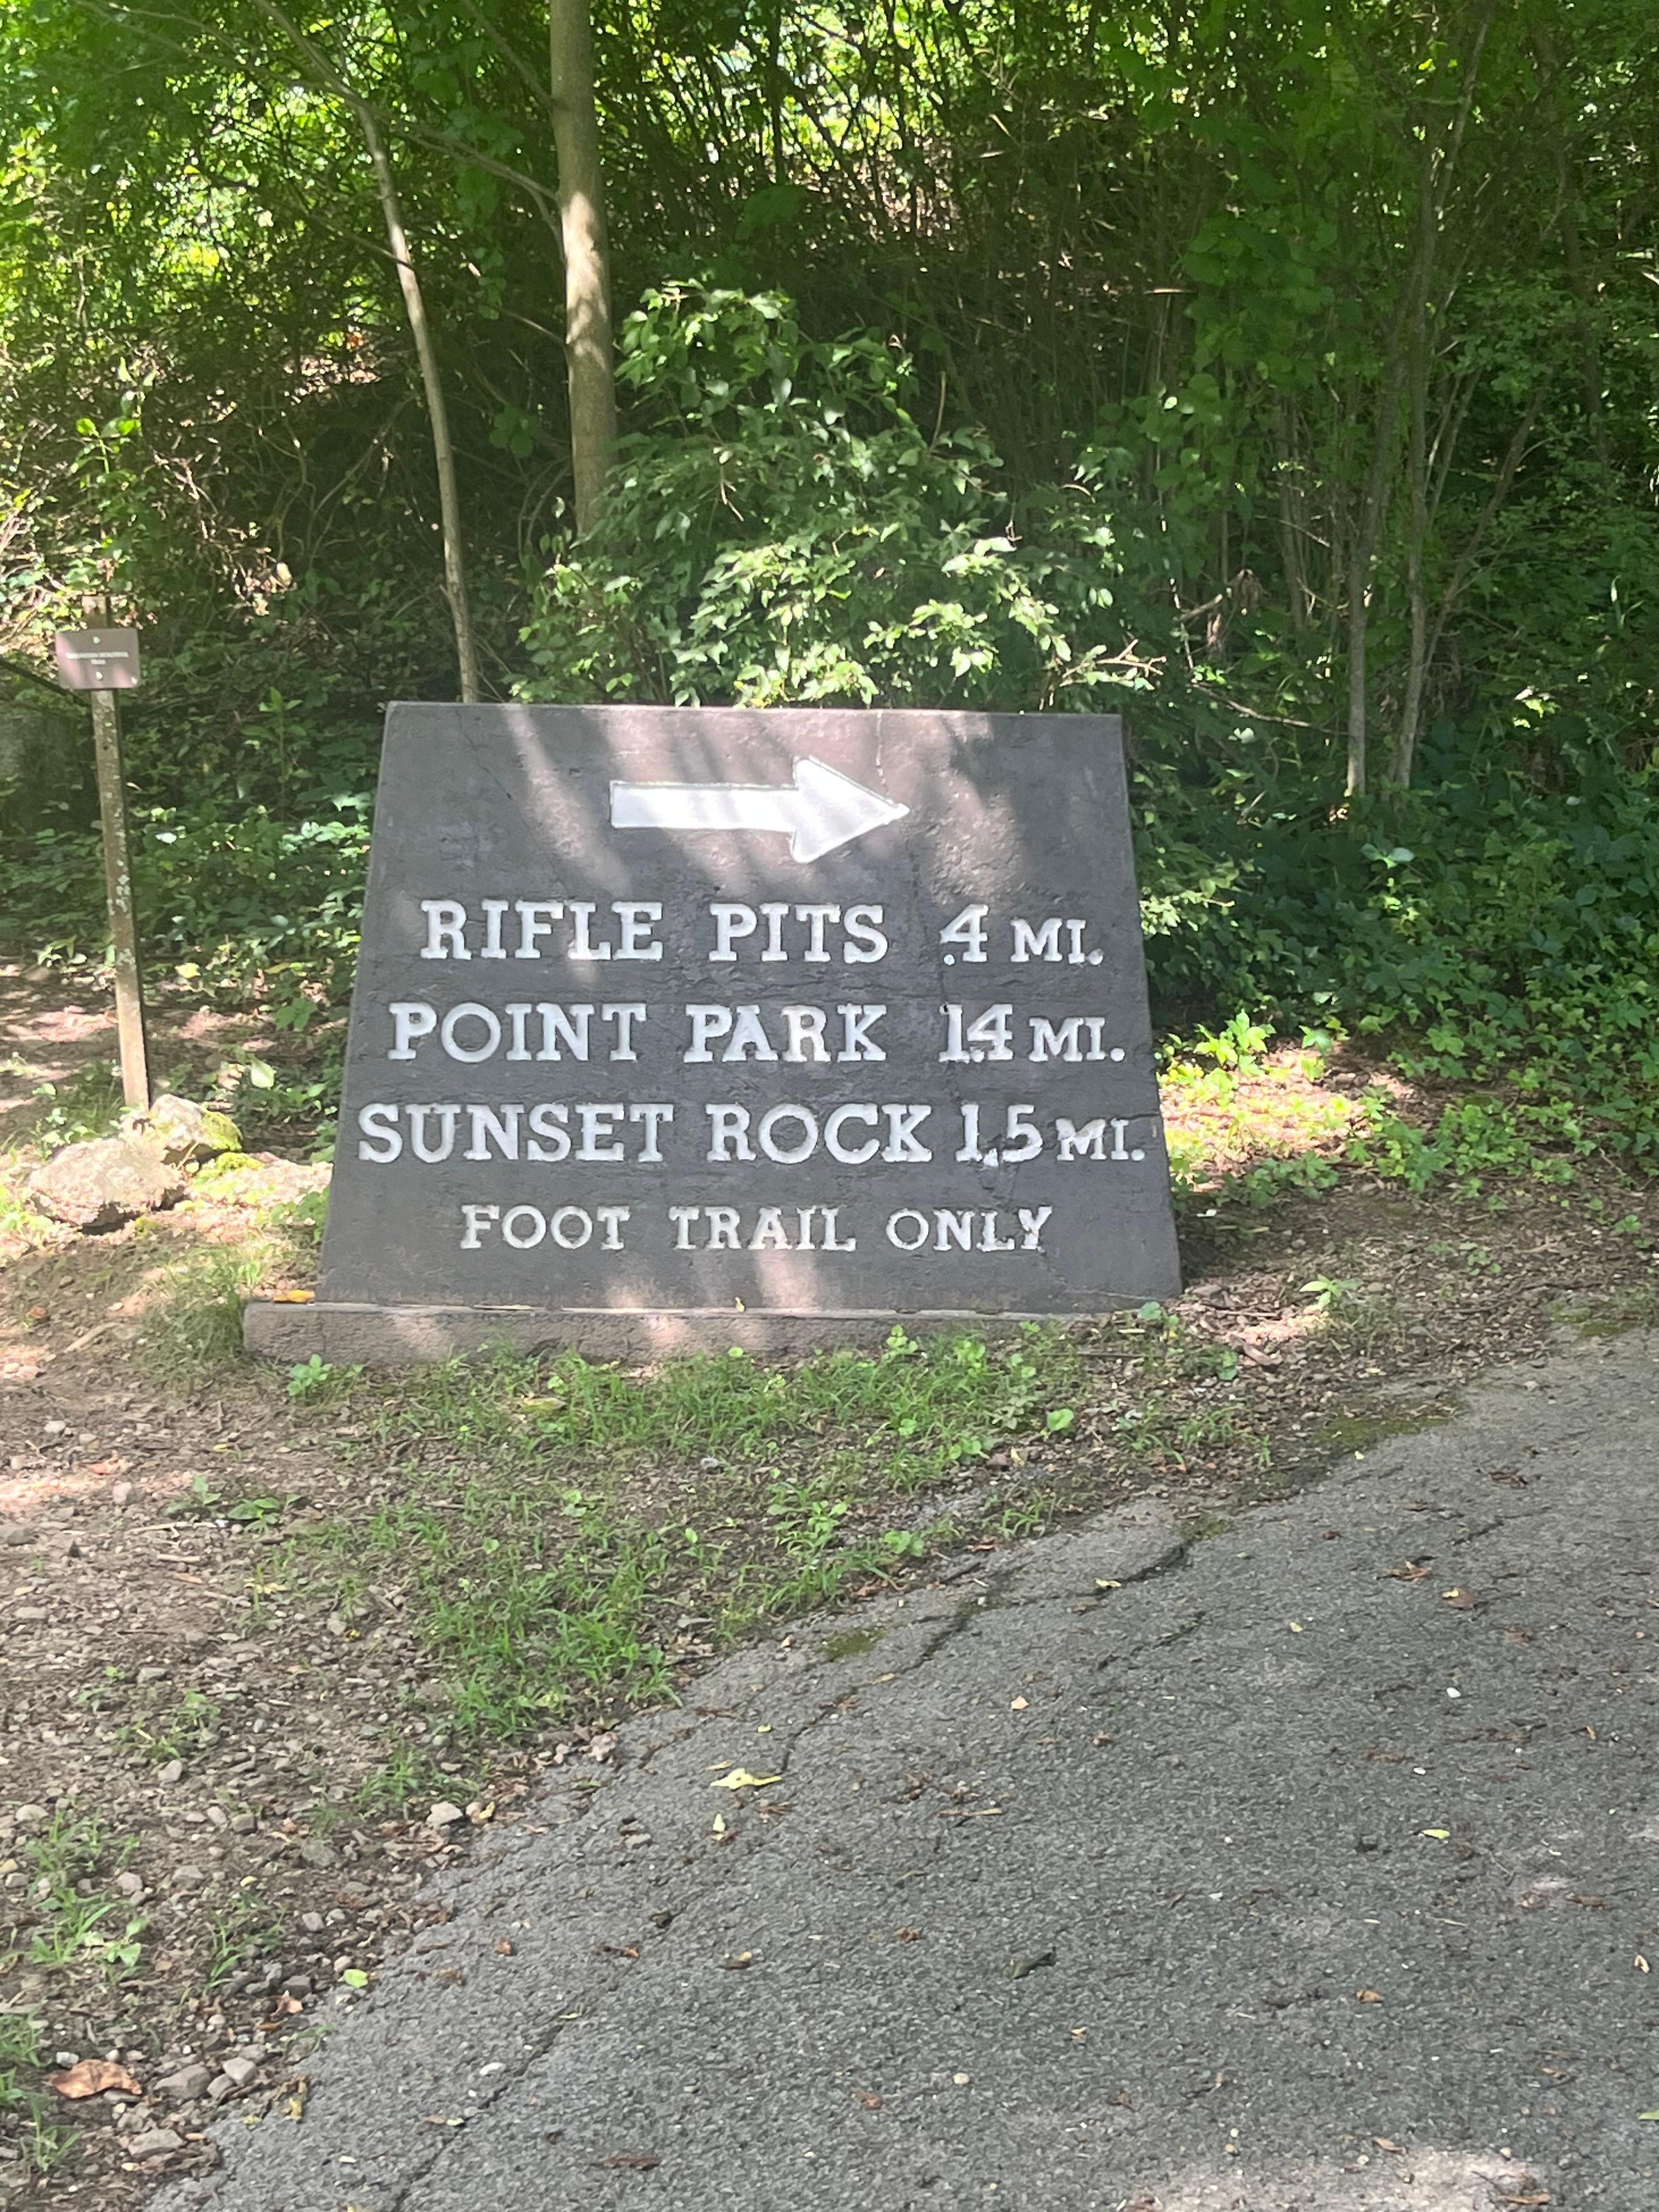 RIFLE PITS .4 MI.
POINT PARK 1.4 MI.
SUNSET ROCK 1.5 MI.
FOOT TRAIL ONLY